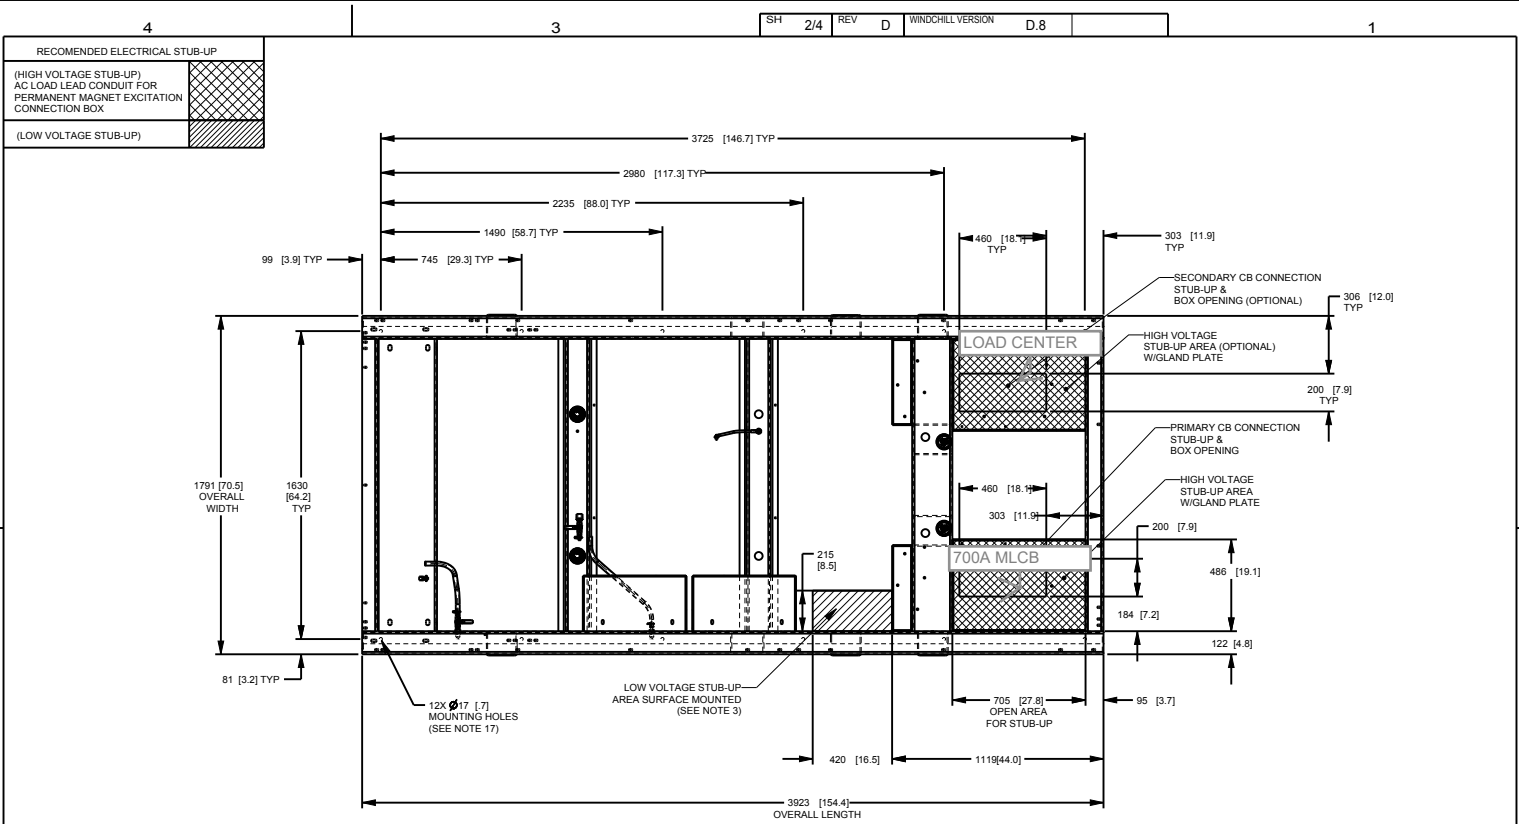 4
3
SH 2/4 REV D WINDCHILL VERSION D.8
1
RECOMENDED ELECTRICAL STUB-UP
(HIGH VOLTAGE STUB-UP)
AC LOAD LEAD CONDUIT FOR
PERMANENT MAGNET EXCITATION
CONNECTION BOX
(LOW VOLTAGE STUB-UP)
3725 [146.7] TYP
2980 [117.3] TYP
2235 [88.0] TYP
1490 [58.7] TYP
99 [3.9] TYP
745 [29.3] TYP
460 [18.1]
TYP
303 [11.9]
TYP
SECONDARY CB CONNECTION
STUB-UP &
BOX OPENING (OPTIONAL)
306 [12.0]
TYP
LOAD CENTER
HIGH VOLTAGE
STUB-UP AREA (OPTIONAL)
W/GLAND PLATE
200 [7.9]
TYP
PRIMARY CB CONNECTION
STUB-UP &
BOX OPENING
1791 [70.5]
OVERALL
WIDTH
1630
[64.2]
TYP
460 [18.1]
HIGH VOLTAGE
STUB-UP AREA
W/GLAND PLATE
303 [11.9]
200 [7.9]
215
[8.5]
700A MLCB
486 [19.1]
184 [7.2]
122 [4.8]
81 [3.2] TYP
12X Ø17 [.7]
MOUNTING HOLES
(SEE NOTE 17)
LOW VOLTAGE STUB-UP
AREA SURFACE MOUNTED
(SEE NOTE 3)
705 [27.8]
OPEN AREA
FOR STUB-UP
95 [3.7]
420 [16.5]
1119[44.0]
3923 [154.4]
OVERALL LENGTH